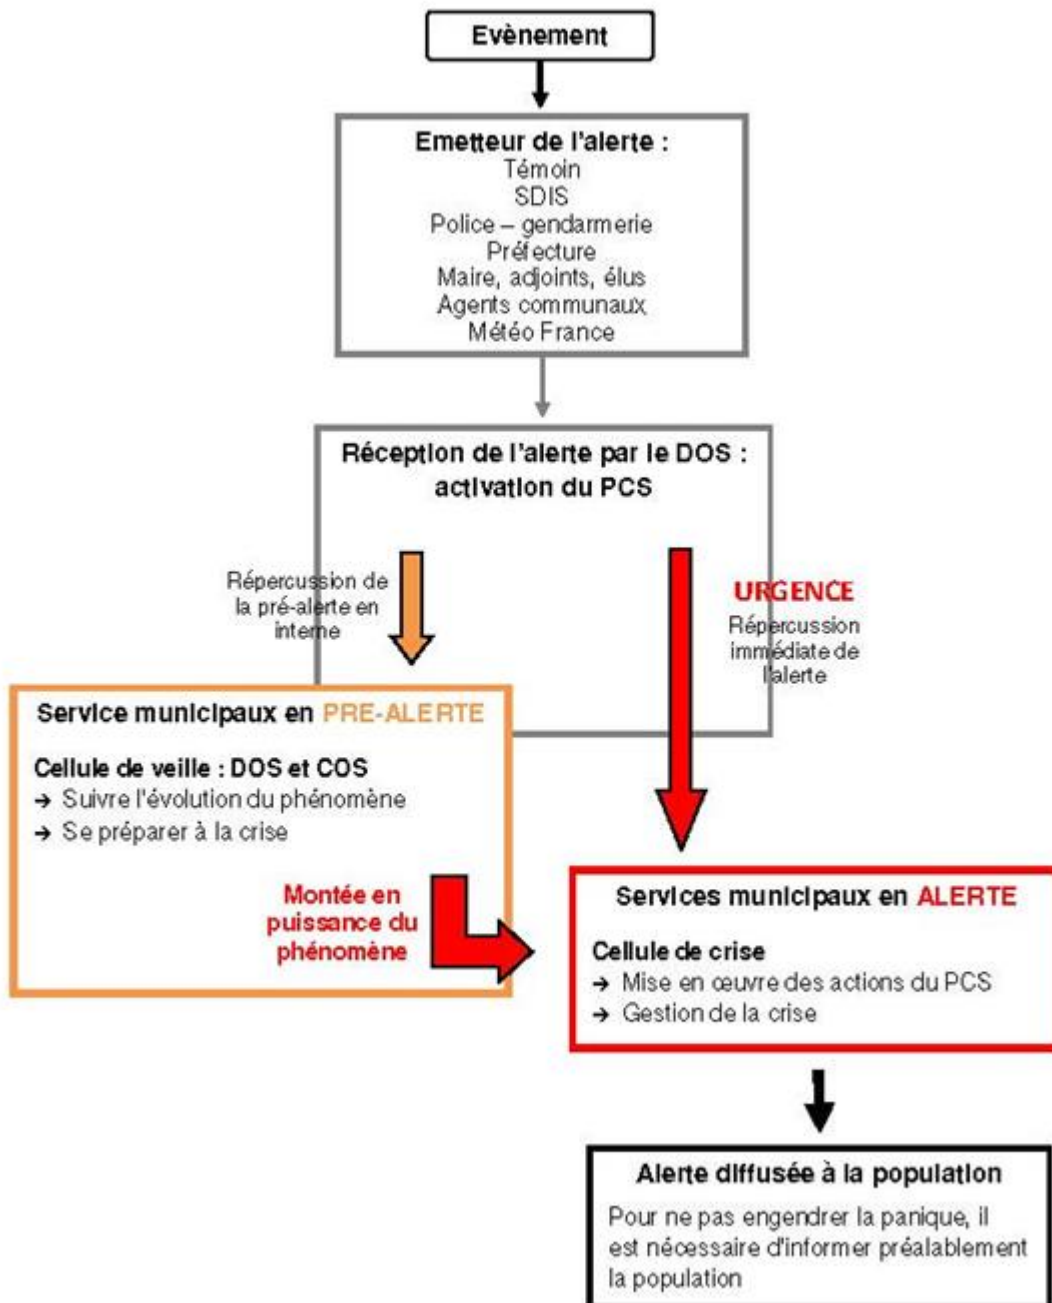 Evènement
Emetteur de l'alerte :
Témoin
SDIS
Police – gendarmerie
Préfecture
Maire, adjoints, élus
Agents communaux
Météo France
Réception de l'alerte par le DOS :
activation du PCS
Répercussion de
la pré-alerte en
interne
URGENCE
Répercussion
immédiate de
l'alerte
Service municipaux en PRE-ALERTE
Cellule de veille : DOS et COS
→ Suivre l'évolution du phénomène
→ Se préparer à la crise
Montée en
puissance du
phénomène
Services municipaux en ALERTE
Cellule de crise
→ Mise en œuvre des actions du PCS
→ Gestion de la crise
Alerte diffusée à la population
Pour ne pas engendrer la panique, il
est nécessaire d'informer préalablement
la population